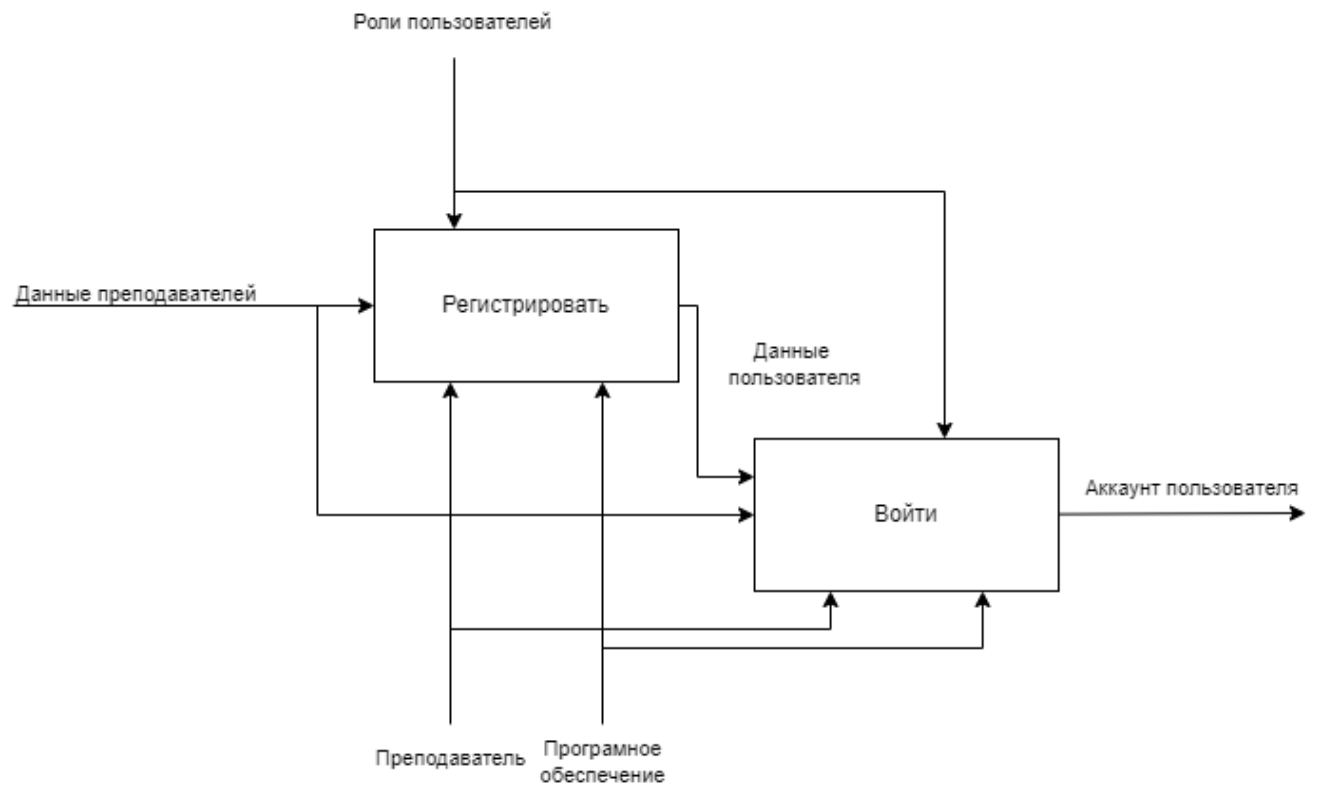 Роли пользователей
Данные преподавателей
Регистрировать
Данные
пользователя
Войти
Аккаунт пользователя
Преподаватель
Програмное
обеспечение